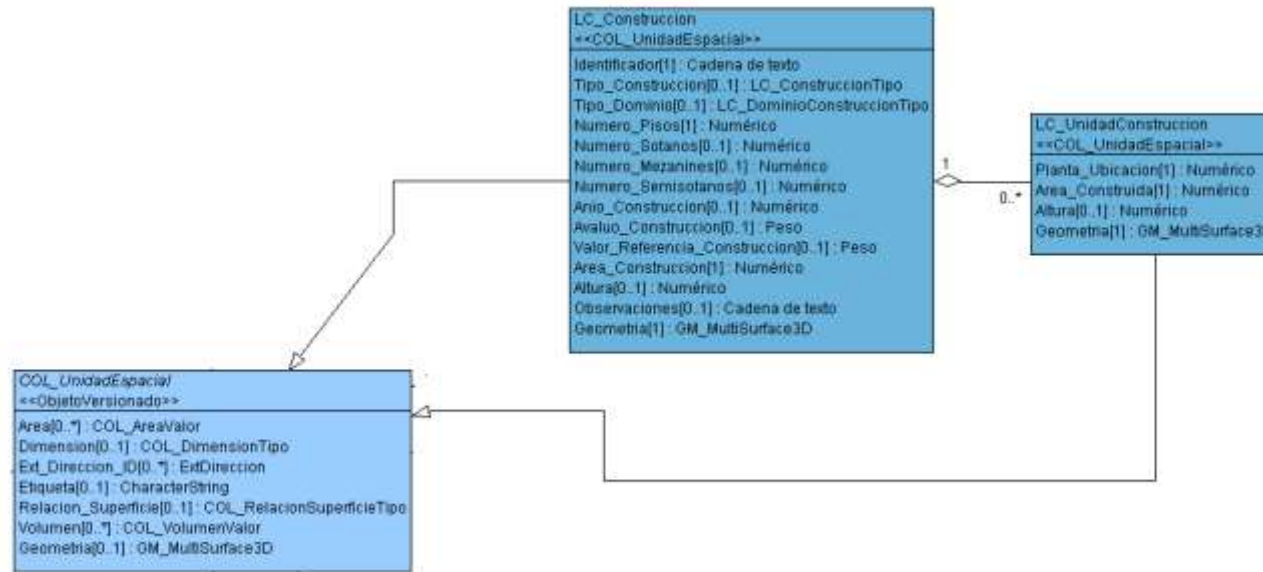 LC_Construccion
<<COL_UnidadEspacial>>
Identificador[1] : Cadena de texto
Tipo_Construccion[0..1] : LC_ConstruccionTipo
Tipo_Dominio[0..1] : LC_DominioConstruccionTipo
Numero_Pisos[1] : Numérico
Numero_Sotanos[0..1] : Numérico
Numero_Mezanines[0..1] : Numérico
Numero_Semisotanos[0..1] : Numérico
Anio_Construccion[0..1] : Numérico
Avaluo_Construccion[0..1] : Peso
Valor_Referencia_Construccion[0..1] : Peso
Area_Construccion[1] : Numérico
Altura[0..1] : Numérico
Observaciones[0..1] : Cadena de texto
Geometria[1] : GM_MultiSurface3D
1
0..*
LC_UnidadConstruccion
<<COL_UnidadEspacial>>
Planta_Ubicacion[1] : Numérico
Area_Construida[1] : Numérico
Altura[0..1] : Numérico
Geometria[1] : GM_MultiSurface3D
COL_UnidadEspacial
<<ObjetoVersionado>>
Area[0..*] : COL_AreaValor
Dimension[0..1] : COL_DimensionTipo
Ext_Direccion_ID[0..*] : ExtDireccion
Etiqueta[0..1] : CharacterString
Relacion_Superficie[0..1] : COL_RelacionSuperficieTipo
Volumen[0..*] : COL_VolumenValor
Geometria[0..1] : GM_MultiSurface3D